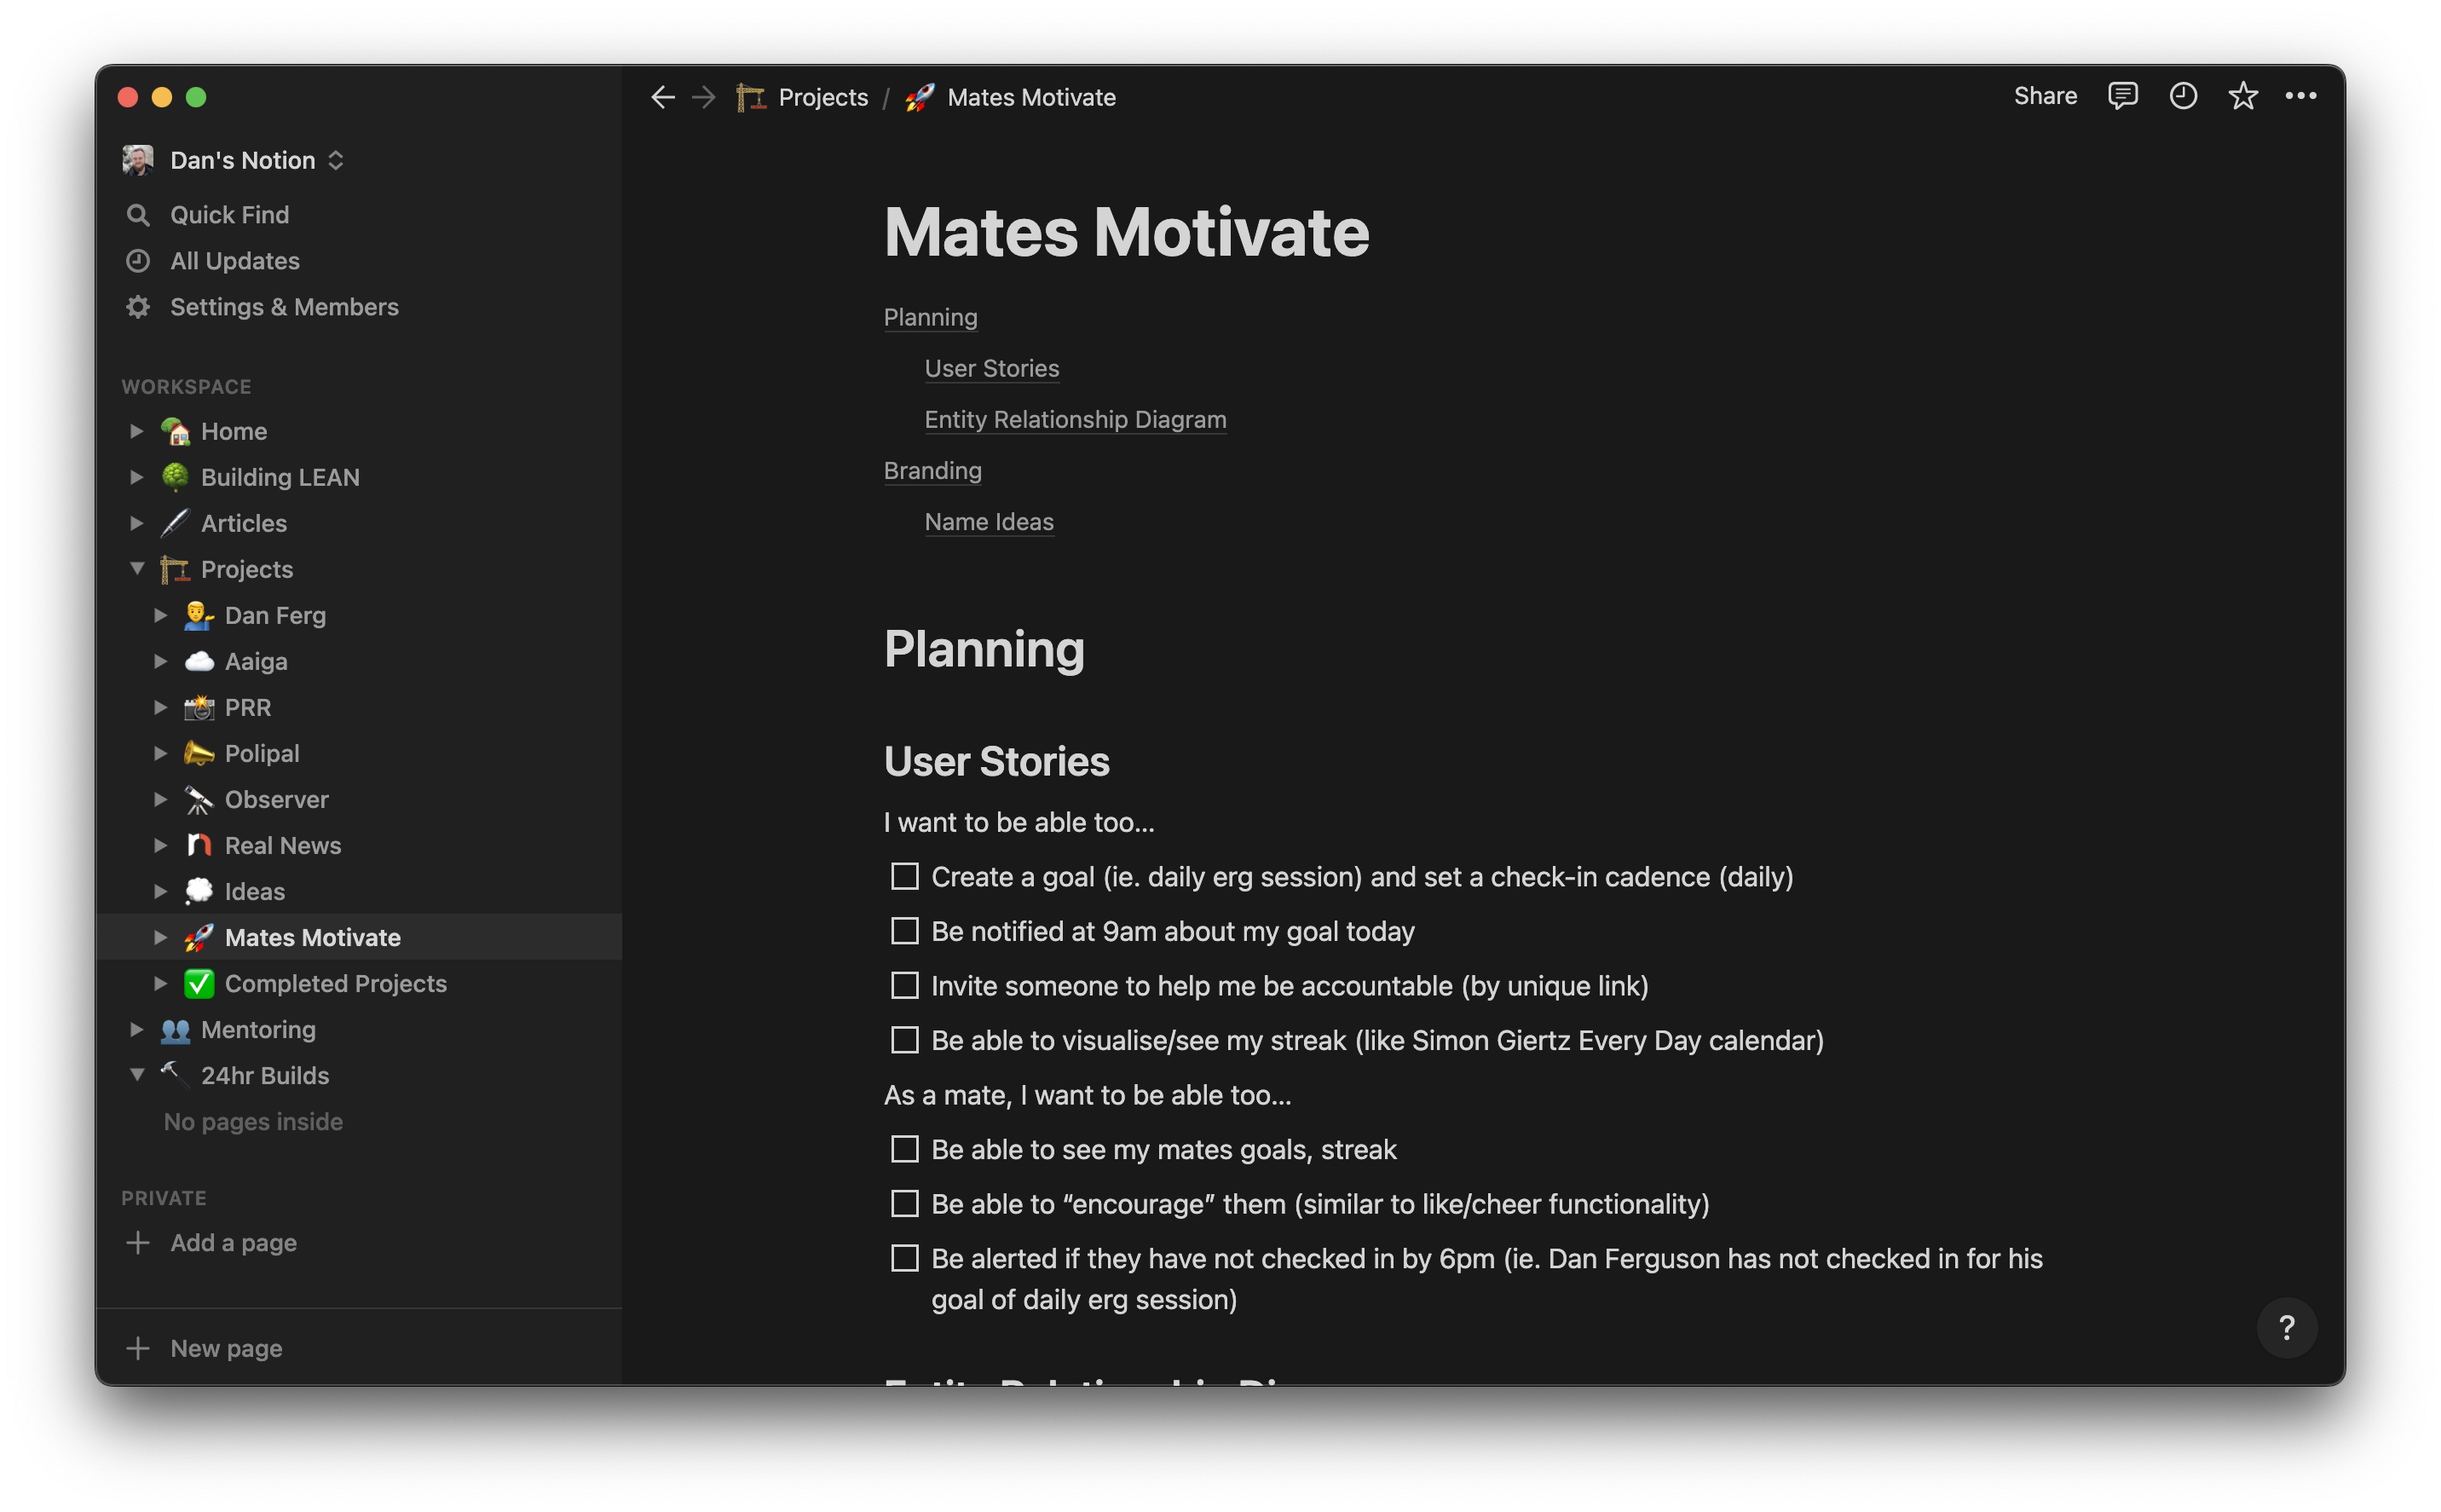 Dan's Notion
Quick Find
All Updates
Settings & Members
WORKSPACE
Home
Building LEAN
Articles
Projects
Dan Ferg
Aaiga
PRR
Polipal
Observer
Real News
Ideas
Mates Motivate
Completed Projects
Mentoring
24hr Builds
No pages inside
PRIVATE
Add a page
New page
Projects / Mates Motivate
Share
Mates Motivate
Planning
User Stories
Entity Relationship Diagram
Branding
Name Ideas
Planning
User Stories
I want to be able too...
Create a goal (ie. daily erg session) and set a check-in cadence (daily)
Be notified at 9am about my goal today
Invite someone to help me be accountable (by unique link)
Be able to visualise/see my streak (like Simon Giertz Every Day calendar)
As a mate, I want to be able too...
Be able to see my mates goals, streak
Be able to “encourage” them (similar to like/cheer functionality)
Be alerted if they have not checked in by 6pm (ie. Dan Ferguson has not checked in for his
goal of daily erg session)
Entity Relationship Di
?